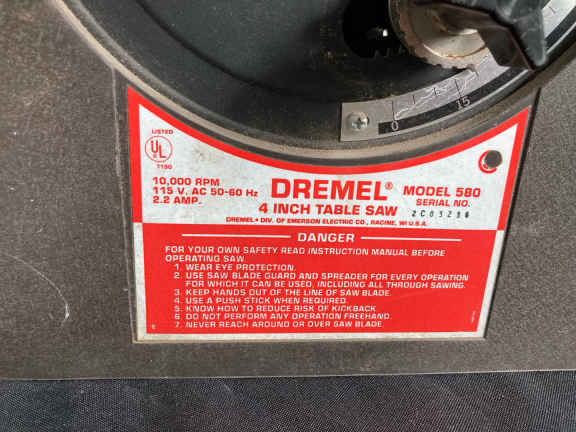 0 15
LISTED
UL
®
10,000 RPM
115 V. AC 50-60 Hz
2.2 AMP.
DREMEL® MODEL 580
4 INCH TABLE SAW SERIAL NO.
DREMEL • DIV. OF EMERSON ELECTRIC CO., RACINE, WI U.S.A.
DANGER
FOR YOUR OWN SAFETY READ INSTRUCTION MANUAL BEFORE
OPERATING SAW.
1. WEAR EYE PROTECTION.
2. USE SAW BLADE GUARD AND SPREADER FOR EVERY OPERATION
FOR WHICH IT CAN BE USED, INCLUDING ALL THROUGH SAWING.
3. KEEP HANDS OUT OF THE LINE OF SAW BLADE.
4. USE A PUSH STICK WHEN REQUIRED.
5. KNOW HOW TO REDUCE RISK OF KICKBACK
6. DO NOT PERFORM ANY OPERATION FREEHAND.
7. NEVER REACH AROUND OR OVER SAW BLADE.